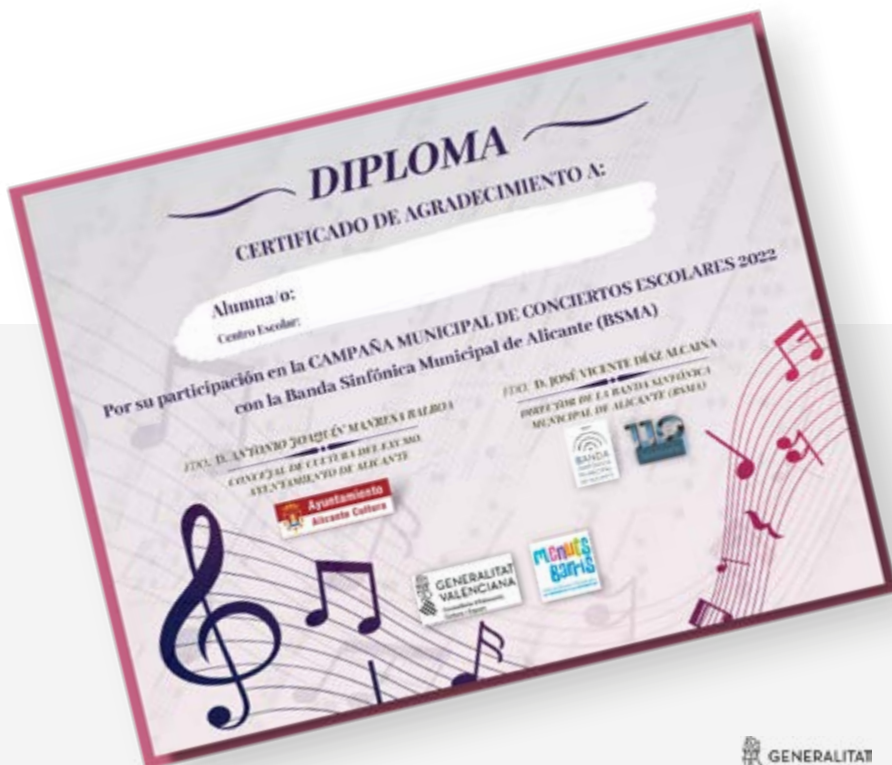 DIPLOMA
CERTIFICADO DE AGRADECIMIENTO A:
Alumna/o:
Centro Escolar:
Por su participación en la CAMPAÑA MUNICIPAL DE CONCIERTOS ESCOLARES 2022
con la Banda Sinfónica Municipal de Alicante (BSMA)
FDO. D. ANTONIO JOAQUÍN MANRESA BALBOA
CONCEJAL DE CULTURA DEL EXCMO.
AYUNTAMIENTO DE ALICANTE
Ayuntamiento
Alicante Cultura
FDO. D. JOSÉ VICENTE DÍAZ ALCAINA
DIRECTOR DE LA BANDA SINFÓNICA
MUNICIPAL DE ALICANTE (BSMA)
BANDA
110
GENERALITAT
VALENCIANA
menuts
Barris
GENERALITAT